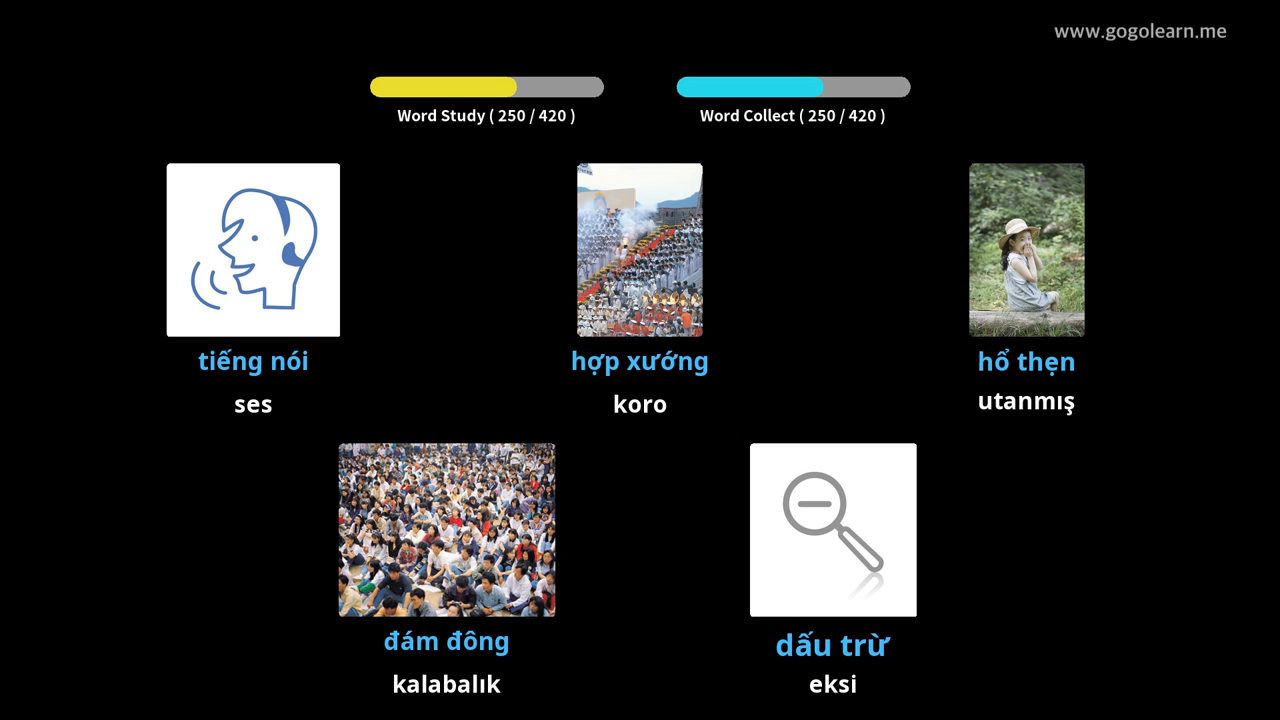 www.gogolearn.me
Word Study ( 250 / 420 )
Word Collect ( 250 / 420 )
tiếng nói
hợp xướng
hổ thẹn
ses
koro
utanmış
đám đông
dấu trừ
kalabalık
eksi